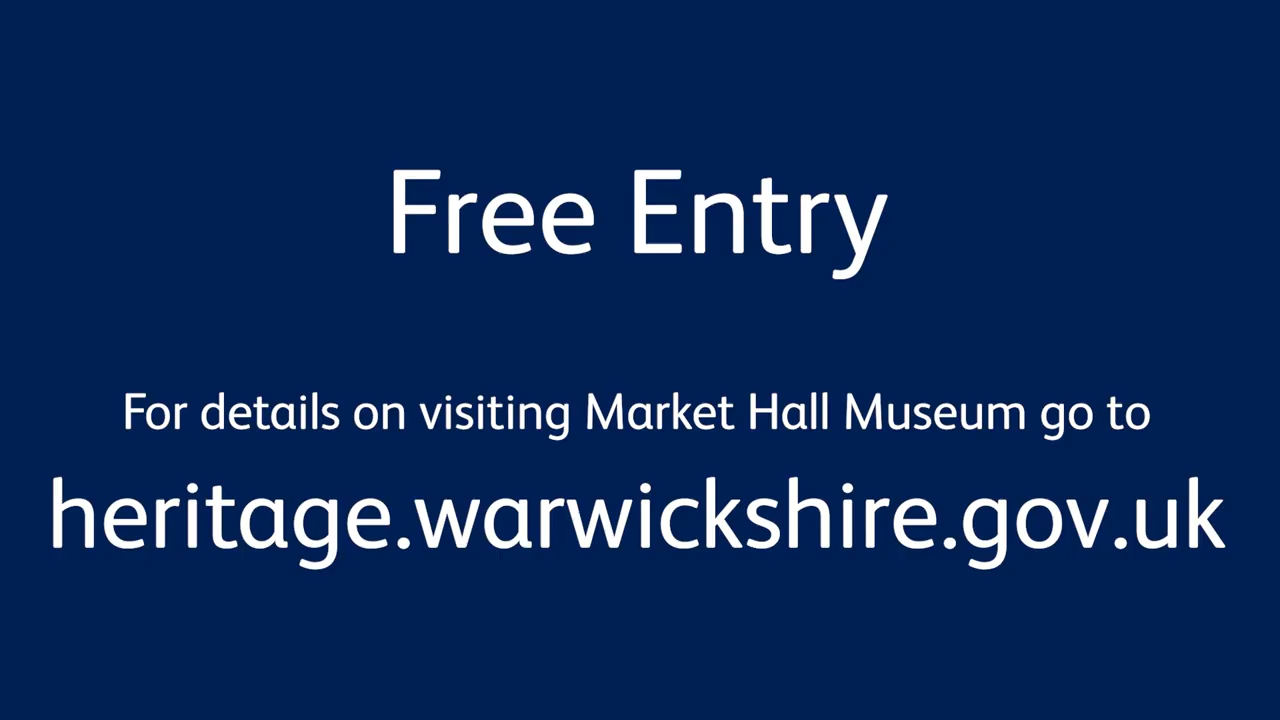 Free Entry
For details on visiting Market Hall Museum go to
heritage.warwickshire.gov.uk